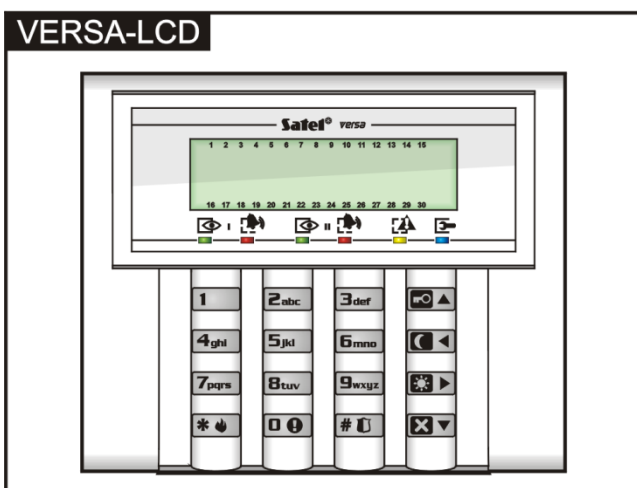 VERSA-LCD
Satel® versa
1 2 3 4 5 6 7 8 9 10 11 12 13 14 15
16 17 18 19 20 21 22 23 24 25 26 27 28 29 30
I II
1 2abc 3def
4ghi 5jkl 6mno
7pqrs 8tuv 9wxyz
* 0 #